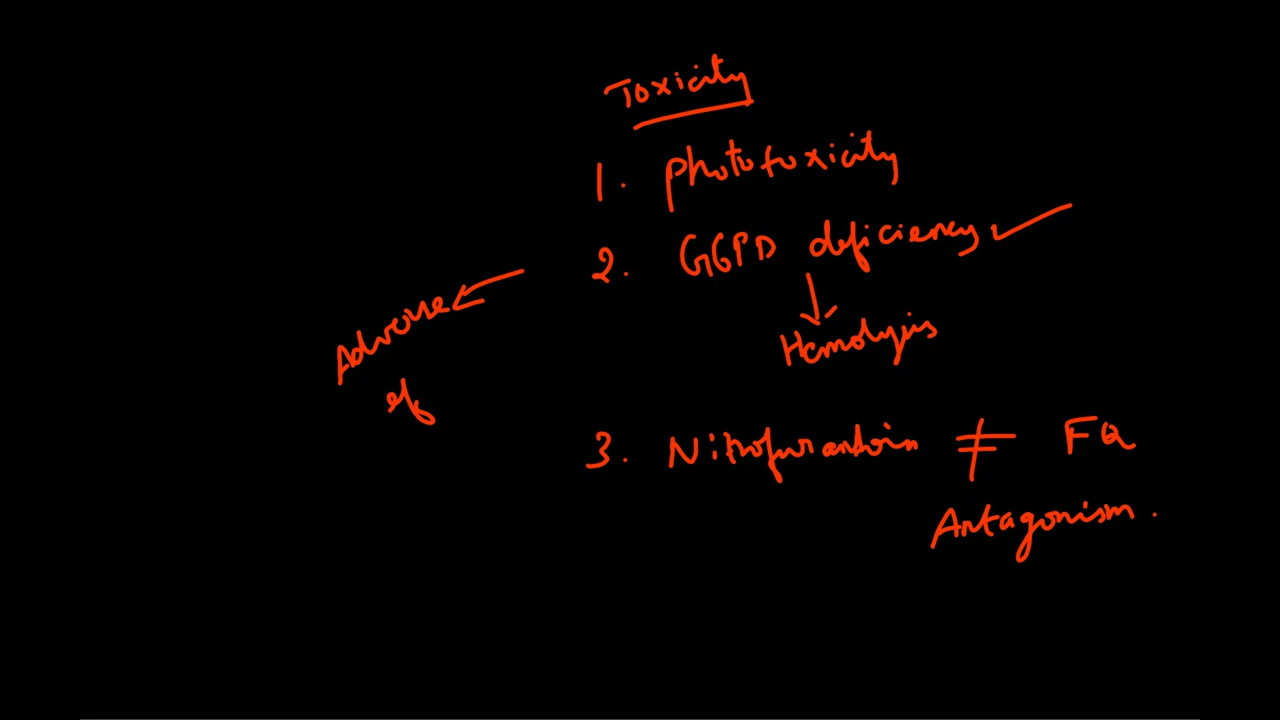 Toxicity
1. Phototoxicity
2. G6PD deficiency
Hemolysis
Adverse
ef
3. Nitrofurantoin ≠ FQ
Antagonism.